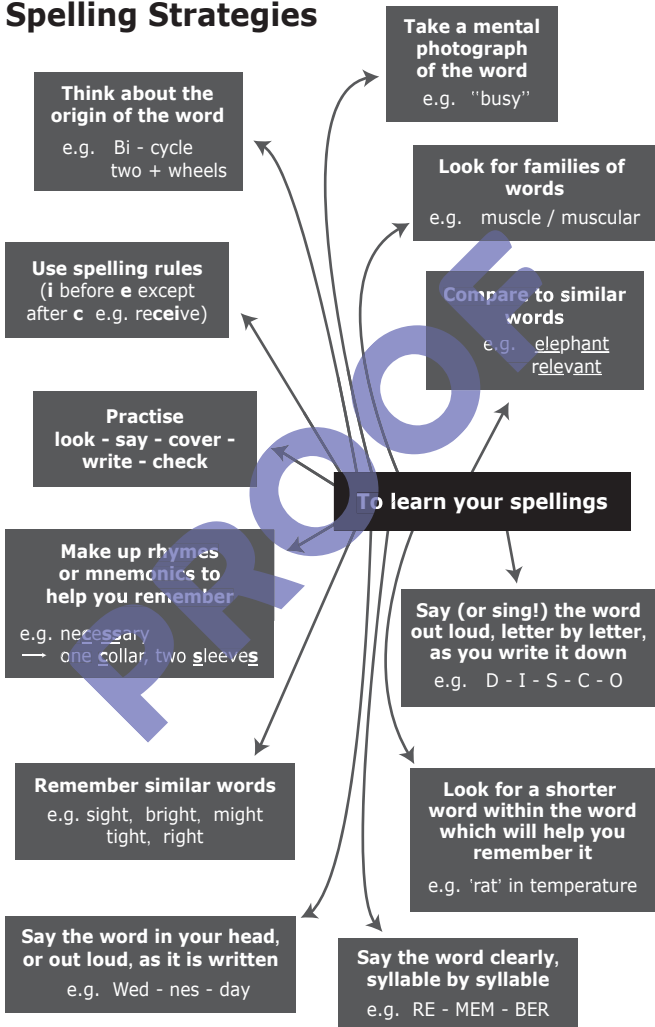 Spelling Strategies
Take a mental
photograph
of the word
e.g. "busy"
Think about the
origin of the word
e.g. Bi - cycle
two + wheels
Look for families of
words
e.g. muscle / muscular
Use spelling rules
(i before e except
after c e.g. receive)
Compare to similar
words
e.g. elephant
relevant
Practise
look - say - cover -
write - check
To learn your spellings
Make up rhymes
or mnemonics to
help you remember
e.g. necessary
→ one collar, two sleeves
Say (or sing!) the word
out loud, letter by letter,
as you write it down
e.g. D - I - S - C - O
Remember similar words
e.g. sight, bright, might
tight, right
Look for a shorter
word within the word
which will help you
remember it
e.g. 'rat' in temperature
Say the word in your head,
or out loud, as it is written
e.g. Wed - nes - day
Say the word clearly,
syllable by syllable
e.g. RE - MEM - BER
PROOF